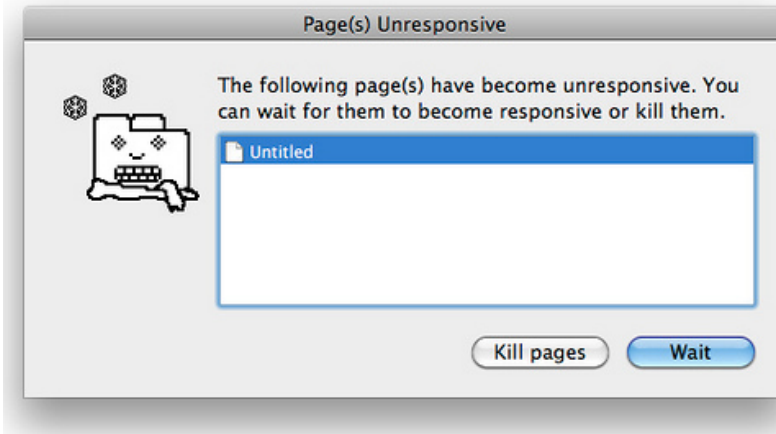 Page(s) Unresponsive
The following page(s) have become unresponsive. You
can wait for them to become responsive or kill them.
Untitled
Kill pages
Wait